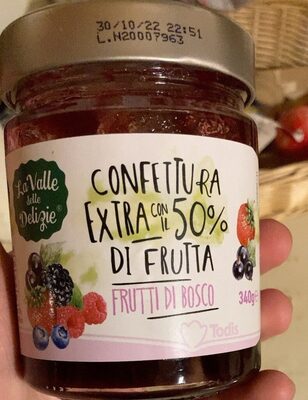 30/10/22 22:51
L.N20007963
La Valle
delle
Delizie®
CONFETTURA
EXTRA CON IL 50%
DI FRUTTA
FRUTTI DI BOSCO
Todis
340g